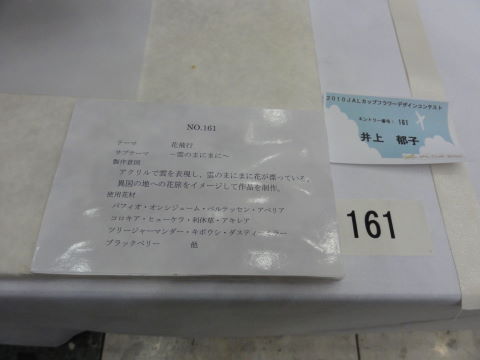 NO.161
テーマ 花飛行
サブテーマ ～雲のまにまに～
製作意図
アクリルで雲を表現し、雲のまにまに花が漂っている。
異国の地への花旅をイメージして作品を制作。
使用花材
パフィオ・オンシジューム・ベルテッセン・アベリア
コロキア・ヒューケラ・利休草・アキレア
ツリージャーマンダー・キボウシ・ダスティーミラー
ブラックベリー 他
2010JALカップフラワーデザインコンテスト
エントリー番号： 161
井上 郁子
161